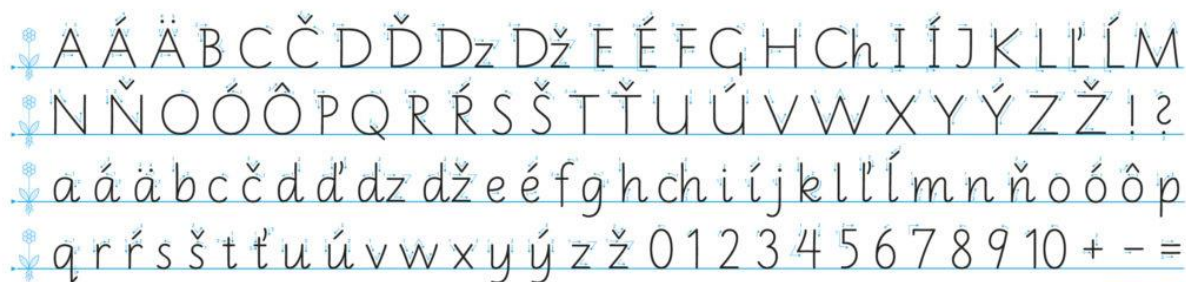 A Á Ä B C Č D Ď Dz Dž E É F G H Ch I Í J K L Ľ Ĺ M
N Ň O Ó Ô P Q R Ŕ S Š T Ť U Ú V W X Y Ý Z Ž ! ?
a á ä b c č d ď dz dž e é f g h ch i í j k l ľ ĺ m n ň o ó ô p
q r ŕ s š t ť u ú v w x y ý z ž 0 1 2 3 4 5 6 7 8 9 10 + - =